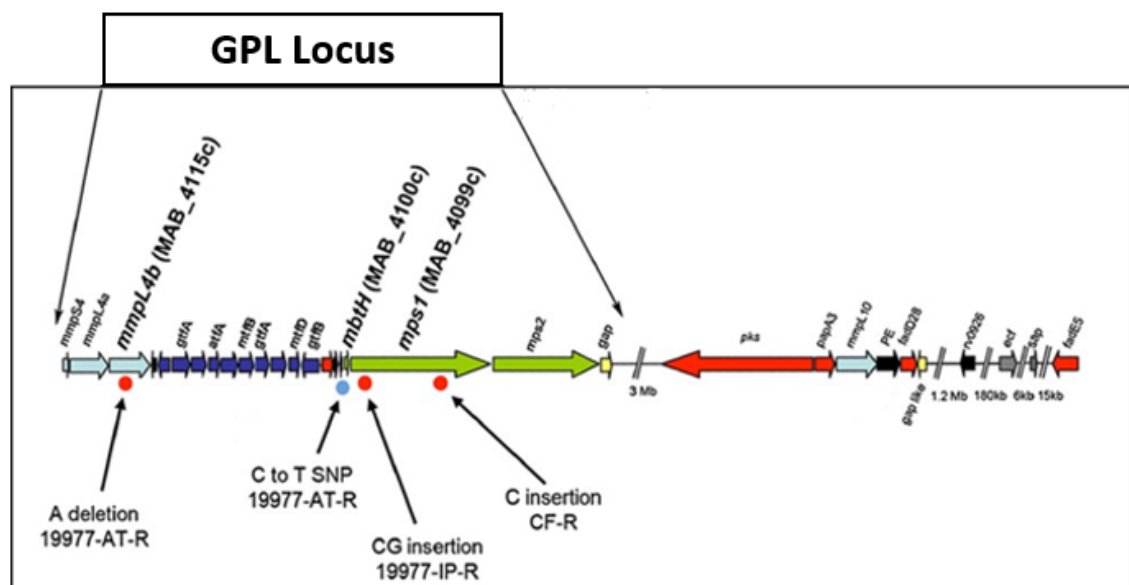 GPL Locus
mmpS4
mmpL4a
mmpL4b (MAB_4115c)
gtfA
atfA
mtfB
gtfA
mtfD
gtfB
mbtH (MAB_4100c)
mps1 (MAB_4099c)
mps2
gap
pks
papA3
mmpL10
PE
fadD28
gap like
rv0926
ecf
sap
fadE5
3 Mb
1.2 Mb
180kb
6kb
15kb
A deletion
19977-AT-R
C to T SNP
19977-AT-R
CG insertion
19977-IP-R
C insertion
CF-R